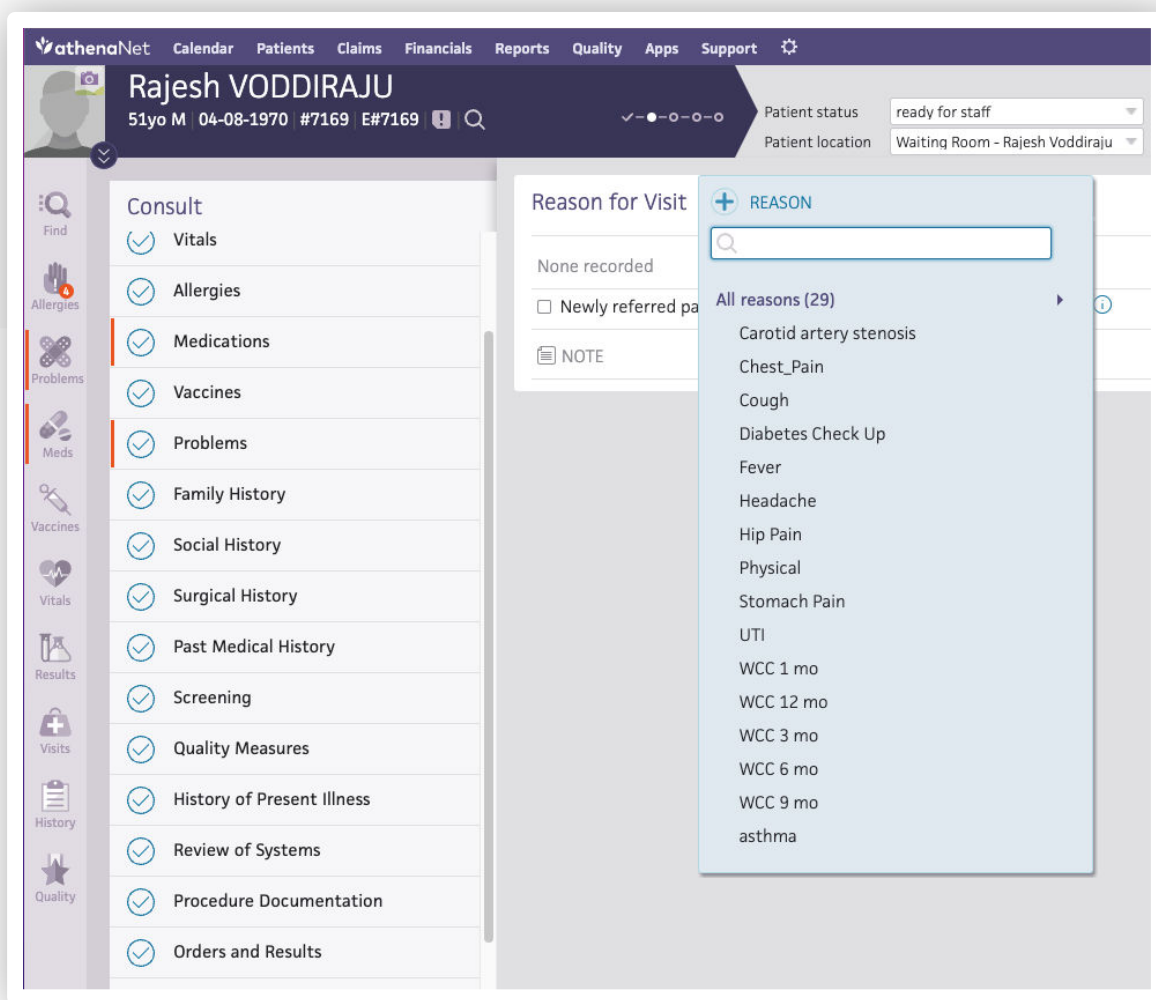 athenaNet Calendar Patients Claims Financials Reports Quality Apps Support
Rajesh VODDIRAJU
51yo M 04-08-1970 #7169 E#7169
Patient status ready for staff
Patient location Waiting Room - Rajesh Voddiraju
Find
Allergies
4
Problems
Meds
Vaccines
Vitals
Results
Visits
History
Quality
Consult
Vitals
Allergies
Medications
Vaccines
Problems
Family History
Social History
Surgical History
Past Medical History
Screening
Quality Measures
History of Present Illness
Review of Systems
Procedure Documentation
Orders and Results
Reason for Visit
None recorded
Newly referred pa
NOTE
REASON
All reasons (29)
Carotid artery stenosis
Chest_Pain
Cough
Diabetes Check Up
Fever
Headache
Hip Pain
Physical
Stomach Pain
UTI
WCC 1 mo
WCC 12 mo
WCC 3 mo
WCC 6 mo
WCC 9 mo
asthma